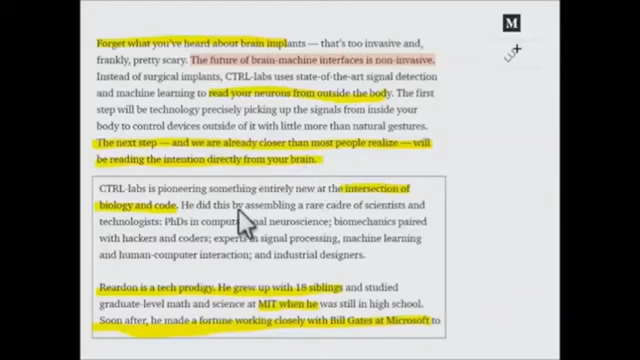 M
Forget what you've heard about brain implants — that's too invasive and,
frankly, pretty scary. The future of brain-machine interfaces is non-invasive.
Instead of surgical implants, CTRL-labs uses state-of-the-art signal detection
and machine learning to read your neurons from outside the body. The first
step will be technology precisely picking up the signals from inside your
body to control devices outside of it with little more than natural gestures.
The next step — and we are already closer than most people realize — will
be reading the intention directly from your brain.
CTRL-labs is pioneering something entirely new at the intersection of
biology and code. He did this by assembling a rare cadre of scientists and
technologists: PhDs in neuroscience; biomechanics paired
with hackers and coders; experts in signal processing, machine learning
and human-computer interaction; and industrial designers.
Reardon is a tech prodigy. He grew up with 18 siblings and studied
graduate-level math and science at MIT when he was still in high school.
Soon after, he made a fortune working closely with Bill Gates at Microsoft to